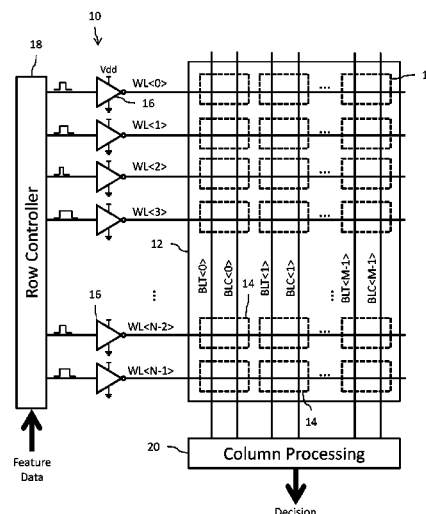 10
18
Vdd
WL<0>
16
WL<1>
WL<2>
WL<3>
12
Row Controller
BLT<0>
BLC<0>
BLT<1>
BLC<1>
...
BLT<M-1>
BLC<M-1>
14
16
WL<N-2>
...
WL<N-1>
14
20
Column Processing
Feature
Data
Decision